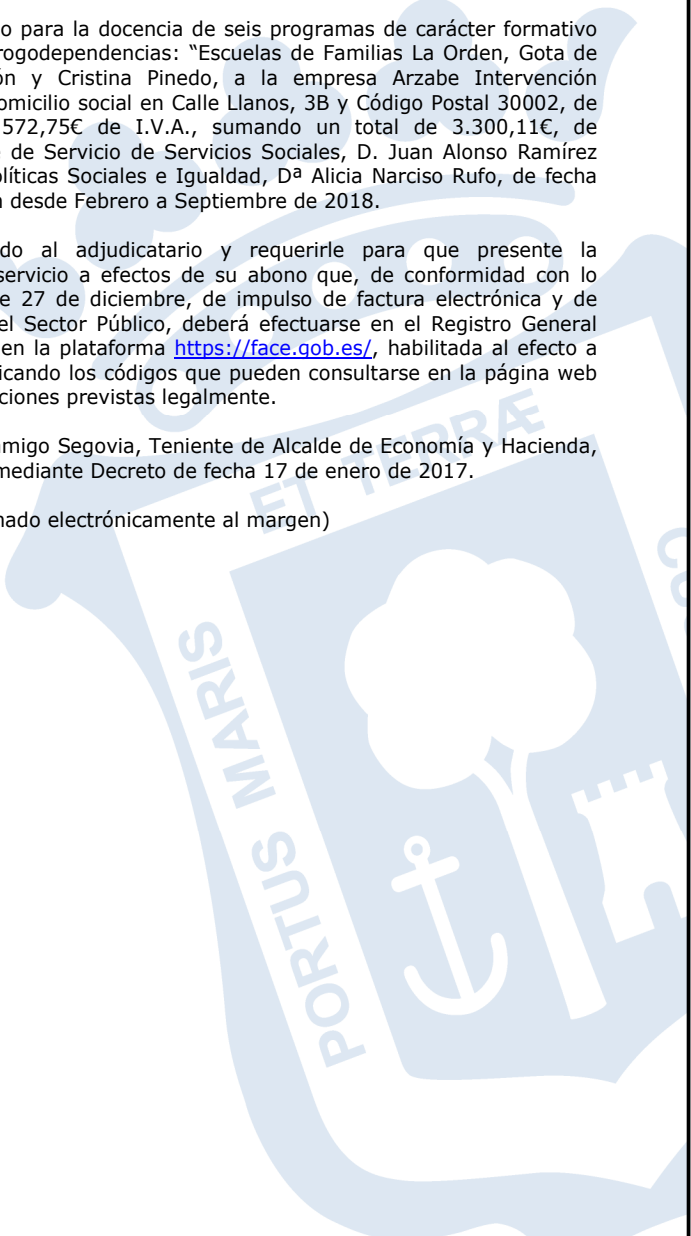 o para la docencia de seis programas de carácter formativo
rogodependencias: “Escuelas de Familias La Orden, Gota de
ón y Cristina Pinedo, a la empresa Arzabe Intervención
omicilio social en Calle Llanos, 3B y Código Postal 30002, de
572,75€ de I.V.A., sumando un total de 3.300,11€, de
de Servicio de Servicios Sociales, D. Juan Alonso Ramírez
olíticas Sociales e Igualdad, Dª Alicia Narciso Rufo, de fecha
desde Febrero a Septiembre de 2018.
do al adjudicatario y requerirle para que presente la
servicio a efectos de su abono que, de conformidad con lo
e 27 de diciembre, de impulso de factura electrónica y de
el Sector Público, deberá efectuarse en el Registro General
en la plataforma https://face.gob.es/, habilitada al efecto a
icando los códigos que pueden consultarse en la página web
ciones previstas legalmente.
amigo Segovia, Teniente de Alcalde de Economía y Hacienda,
mediante Decreto de fecha 17 de enero de 2017.
nado electrónicamente al margen)
PORTUS MARIS ET TERRÆ